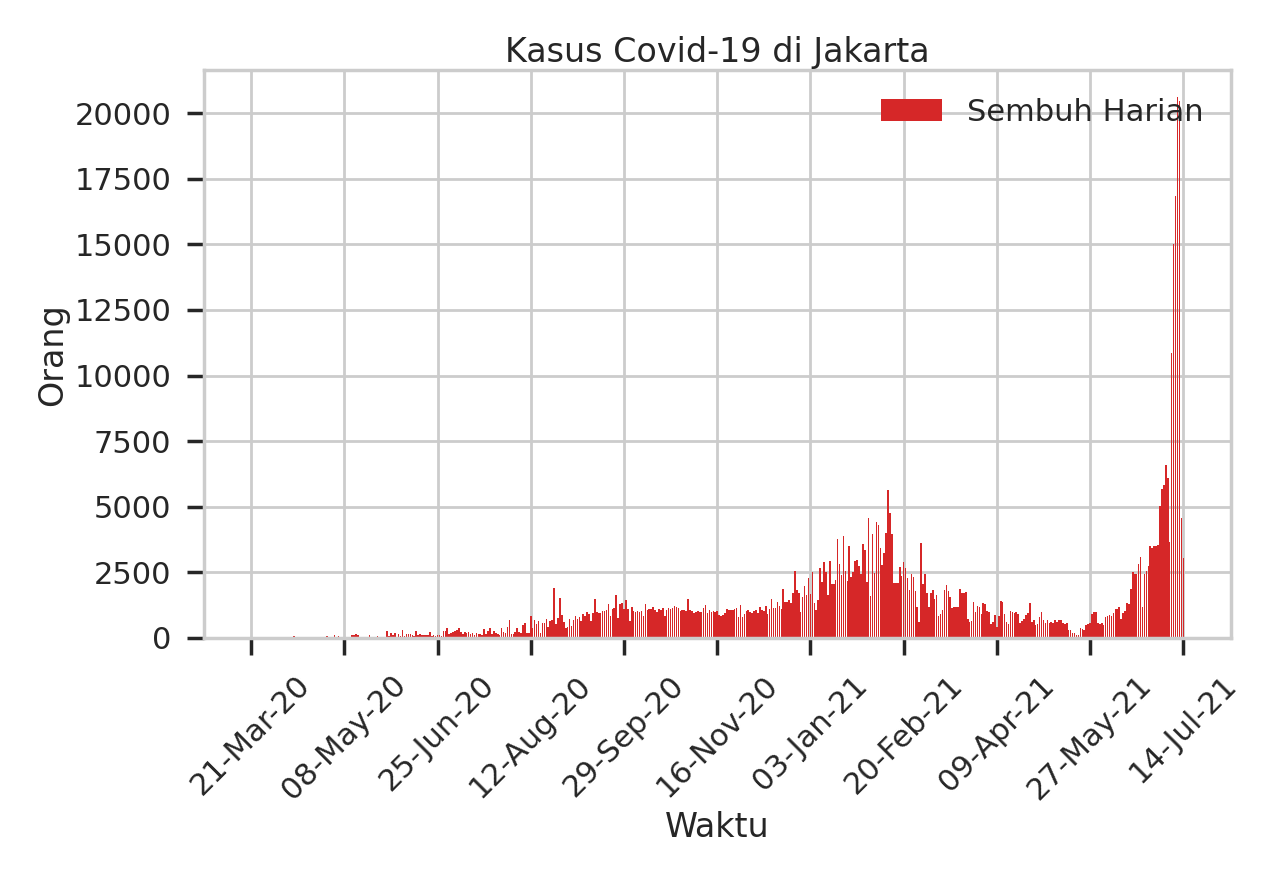 Kasus Covid-19 di Jakarta
Sembuh Harian
Orang
20000
17500
15000
12500
10000
7500
5000
2500
0
21-Mar-20
08-May-20
25-Jun-20
12-Aug-20
29-Sep-20
16-Nov-20
03-Jan-21
20-Feb-21
09-Apr-21
27-May-21
14-Jul-21
Waktu